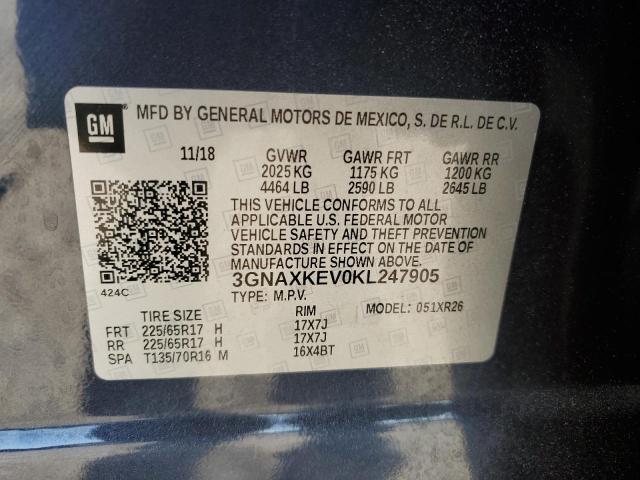 GM ® MFD BY GENERAL MOTORS DE MEXICO, S. DE R.L. DE C.V.
11/18 GVWR GAWR FRT GAWR RR
2025 KG 1175 KG 1200 KG
4464 LB 2590 LB 2645 LB
THIS VEHICLE CONFORMS TO ALL
APPLICABLE U.S. FEDERAL MOTOR
VEHICLE SAFETY AND THEFT PREVENTION
STANDARDS IN EFFECT ON THE DATE OF
MANUFACTURE SHOWN ABOVE.
424C 3GNAXKEV0KL247905
TYPE: M.P.V. MODEL: 051XR26
TIRE SIZE RIM
FRT 225/65R17 H 17X7J
RR 225/65R17 H 17X7J
SPA T135/70R16 M 16X4BT